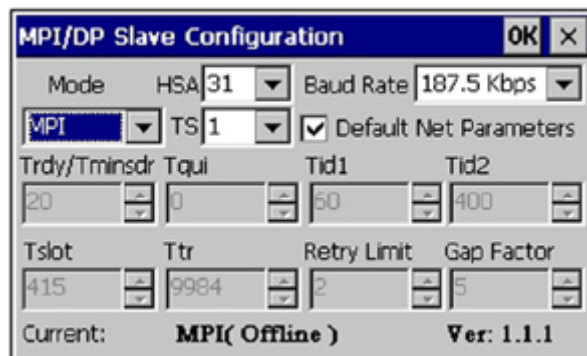 MPI/DP Slave Configuration OK ×
Mode HSA 31 Baud Rate 187.5 Kbps
MPI TS 1 Default Net Parameters
Trdy/Tminsdr Tqui Tid1 Tid2
20 0 60 400
Tslot Ttr Retry Limit Gap Factor
415 9984 2 5
Current: MPI( Offline ) Ver: 1.1.1